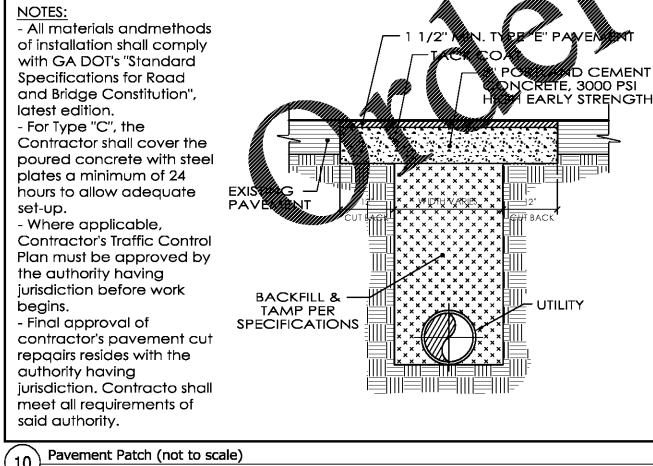 NOTES:
- All materials andmethods
of installation shall comply
with GA DOT's "Standard
Specifications for Road
and Bridge Constitution",
latest edition.
- For Type "C", the
Contractor shall cover the
poured concrete with steel
plates a minimum of 24
hours to allow adequate
set-up.
- Where applicable,
Contractor's Traffic Control
Plan must be approved by
the authority having
jurisdiction before work
begins.
- Final approval of
contractor's pavement cut
repqairs resides with the
authority having
jurisdiction. Contracto shall
meet all requirements of
said authority.
1 1/2" MIN. TYPE "E" PAVEMENT
TACK COAT
PORTLAND CEMENT
CONCRETE, 3000 PSI
HIGH EARLY STRENGTH
EXISTING
PAVEMENT
12" WIDTH VARIES 12"
CUT BACK CUT BACK
BACKFILL &
TAMP PER
SPECIFICATIONS
UTILITY
Order
10 Pavement Patch (not to scale)